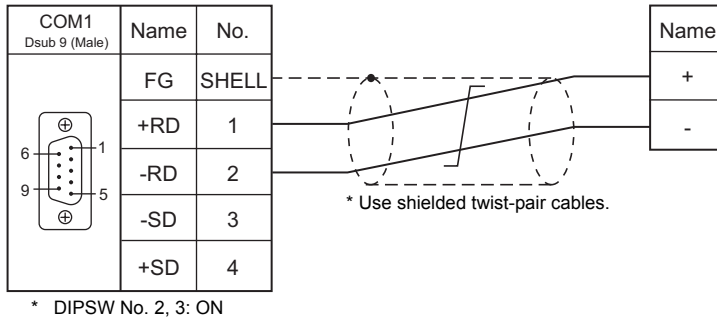 COM1
Dsub 9 (Male)
Name
No.
Name
FG
SHELL
+
+RD
1
-
-RD
2
-SD
3
+SD
4
6
1
9
5
* Use shielded twist-pair cables.
* DIPSW No. 2, 3: ON